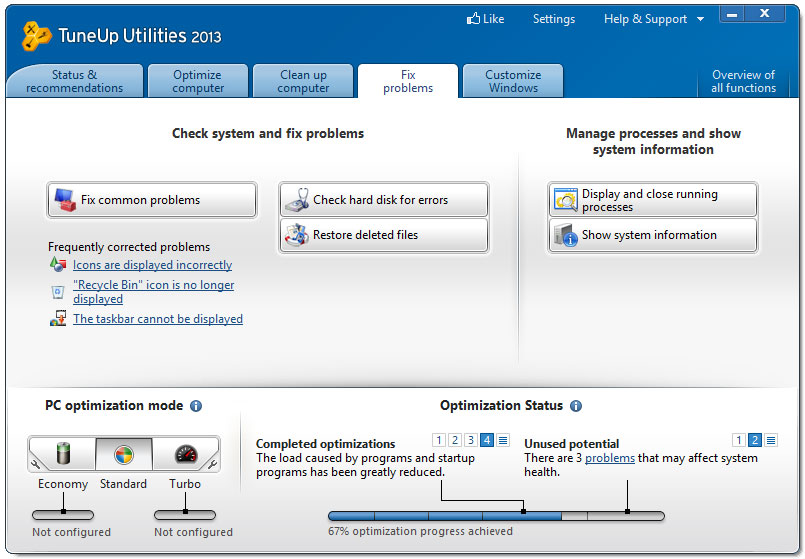 TuneUp Utilities 2013
Like
Settings
Help & Support
Status &
recommendations
Optimize
computer
Clean up
computer
Fix
problems
Customize
Windows
Overview of
all functions
Check system and fix problems
Manage processes and show
system information
Fix common problems
Check hard disk for errors
Restore deleted files
Display and close running
processes
Show system information
Frequently corrected problems
Icons are displayed incorrectly
"Recycle Bin" icon is no longer
displayed
The taskbar cannot be displayed
PC optimization mode
Economy
Standard
Turbo
Not configured
Not configured
Optimization Status
Completed optimizations
1 2 3 4
The load caused by programs and startup
programs has been greatly reduced.
Unused potential
1 2
There are 3 problems that may affect system
health.
67% optimization progress achieved